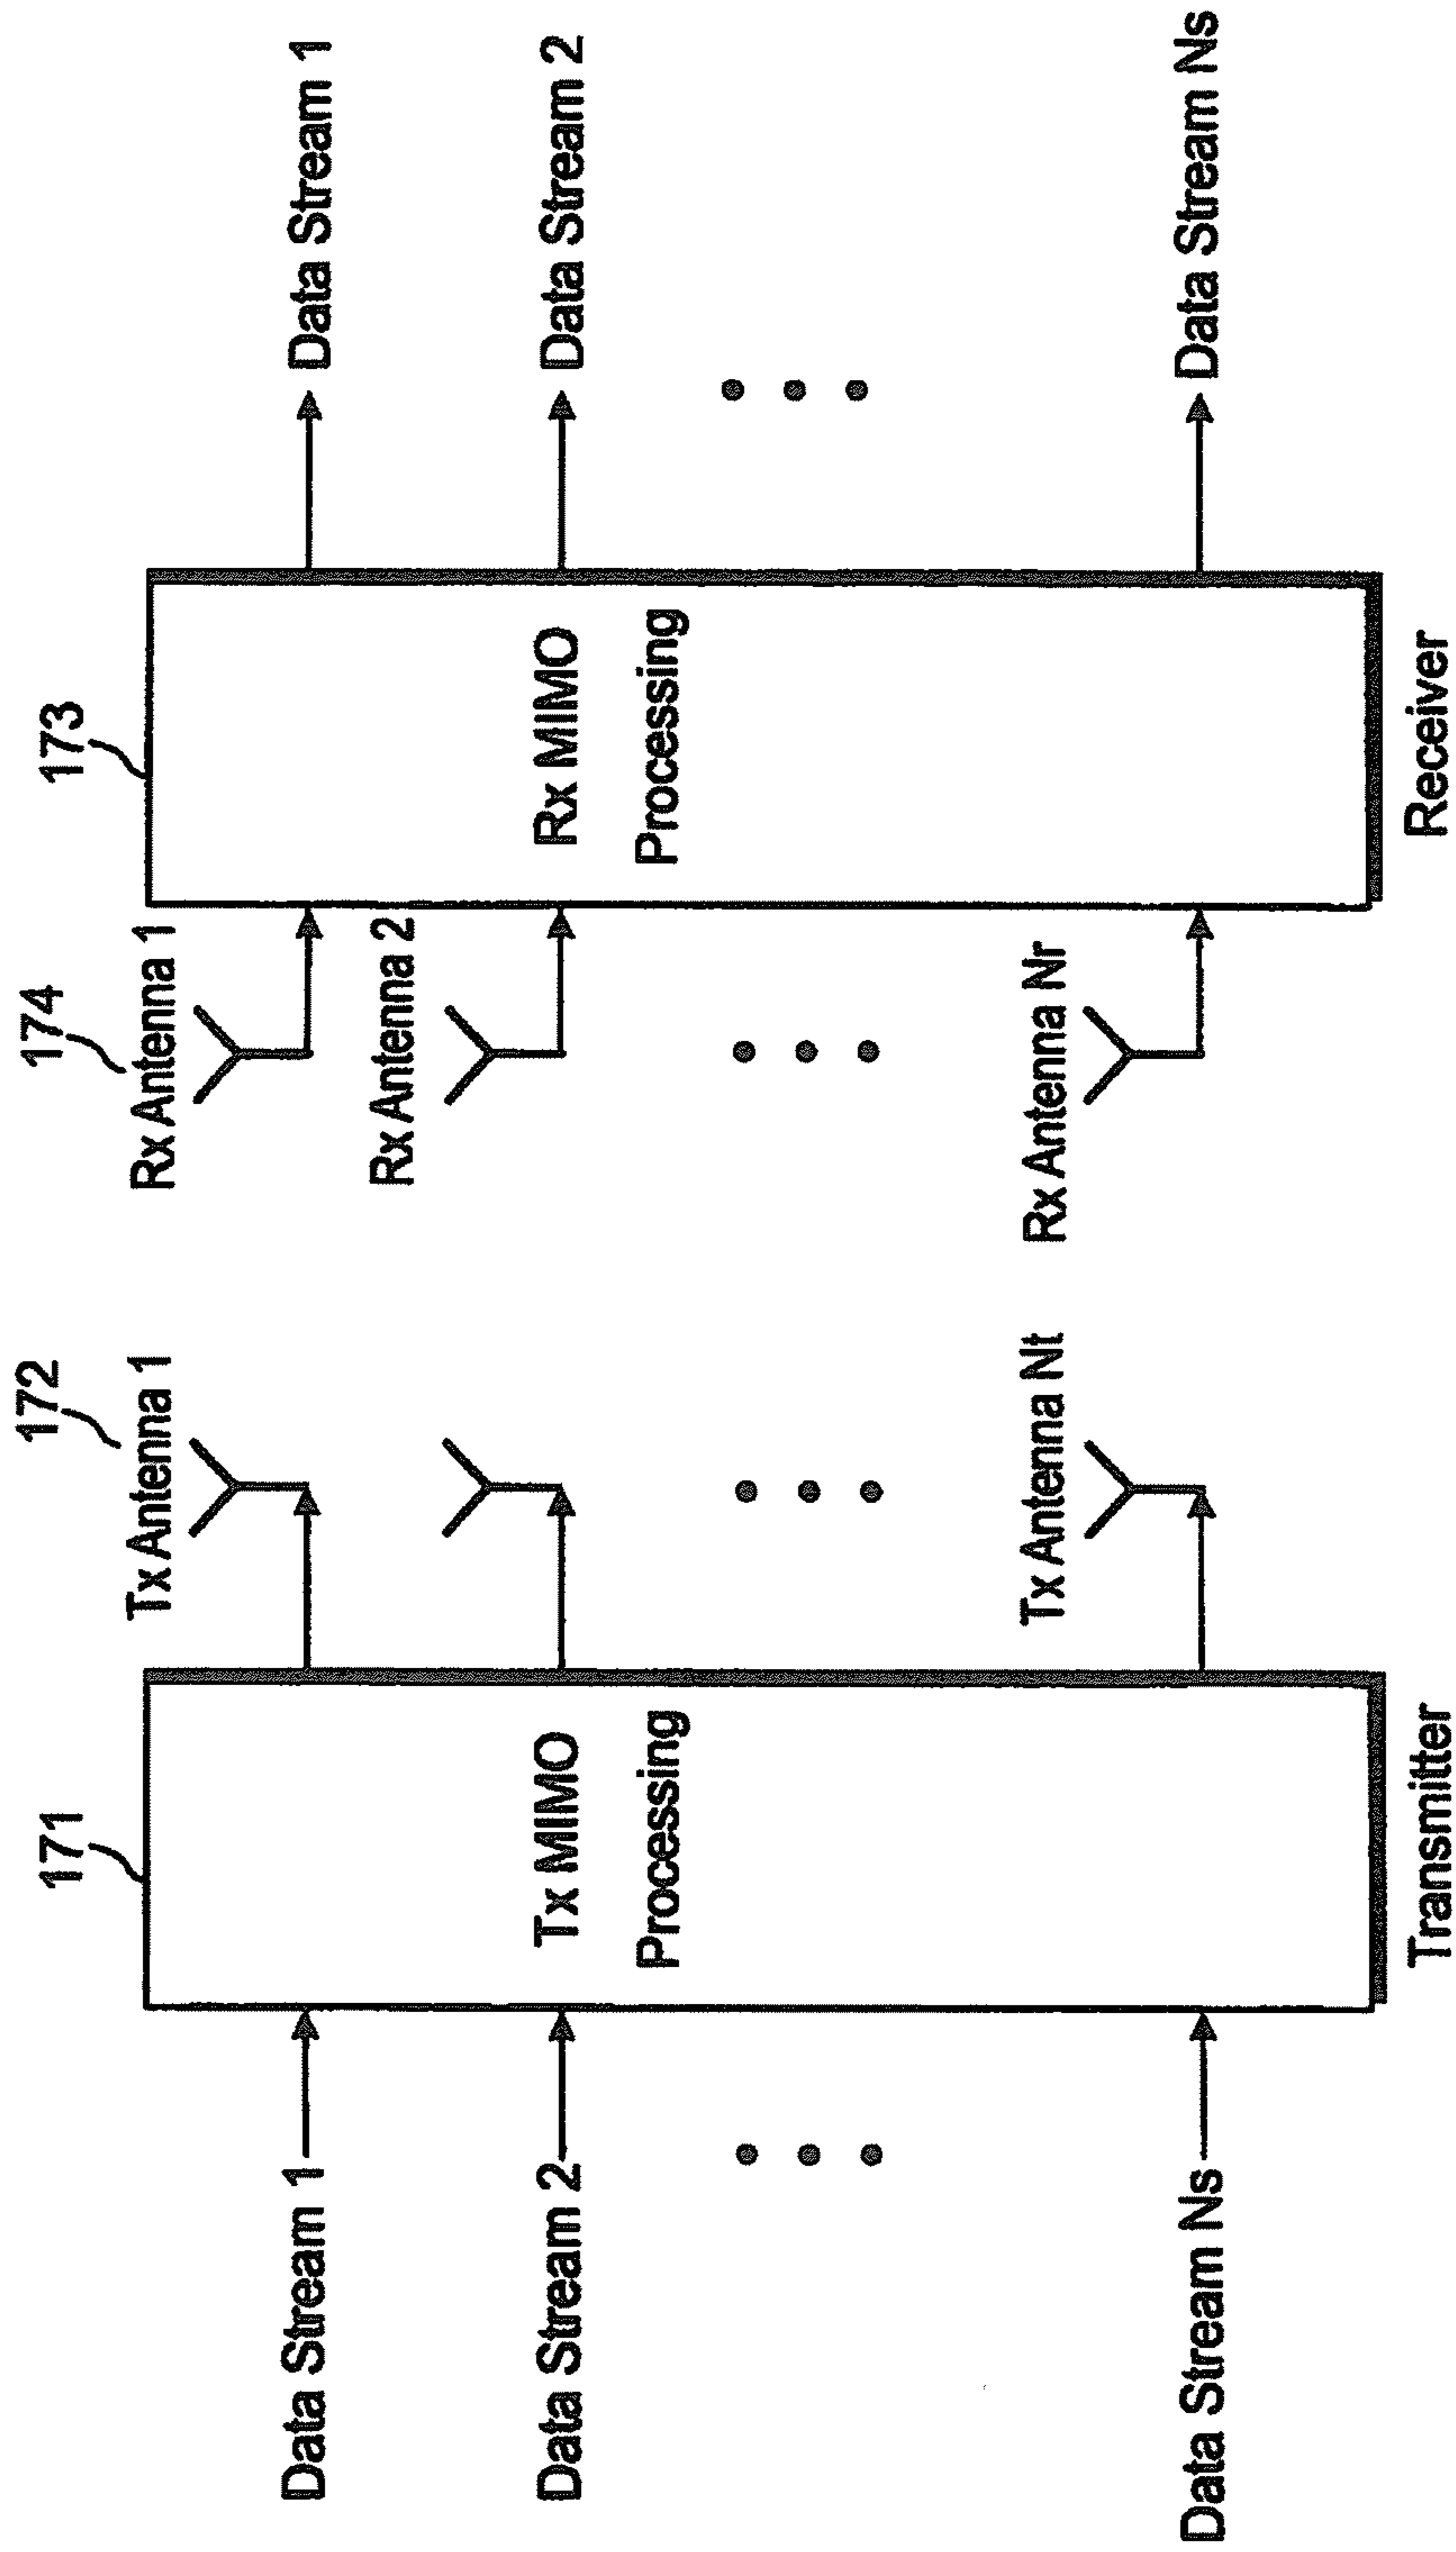 171
172
174
173
Tx Antenna 1
Rx Antenna 1
Data Stream 1
Data Stream 1
Rx Antenna 2
Data Stream 2
Tx MIMO
Processing
Rx MIMO
Processing
Data Stream 2
Tx Antenna Nt
Rx Antenna Nr
Data Stream Ns
Data Stream Ns
Transmitter
Receiver